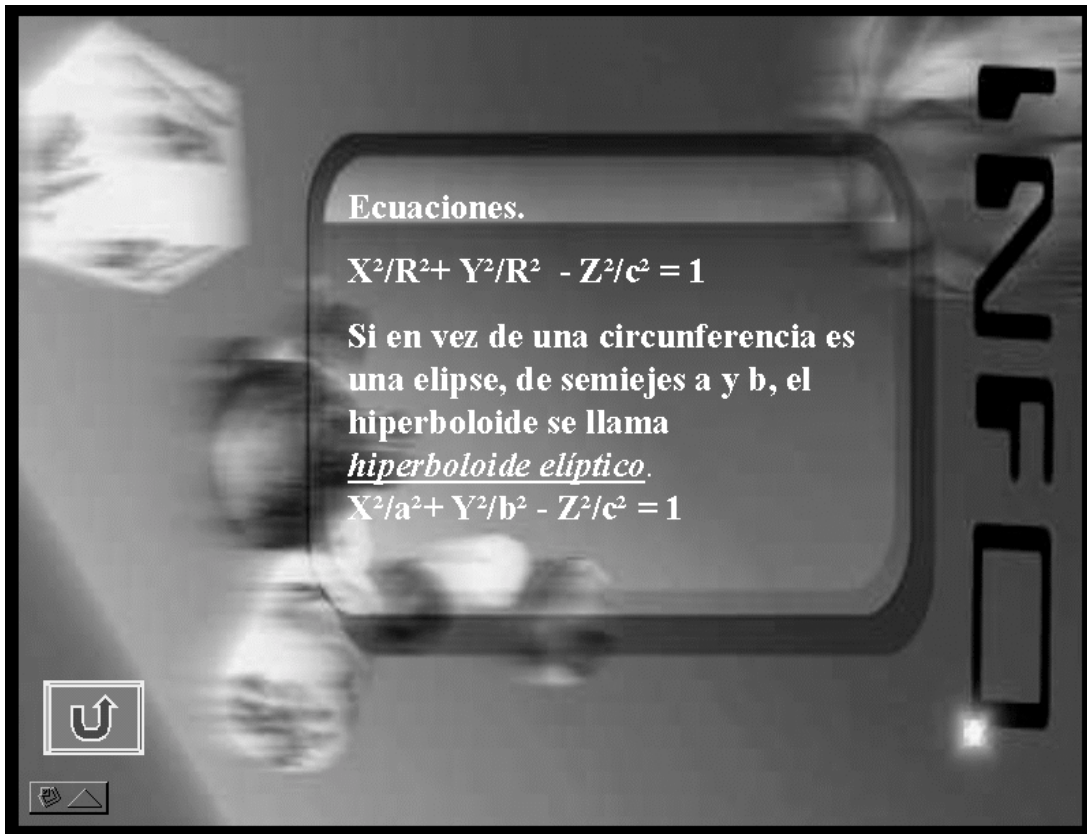 Ecuaciones.
X²/R²+ Y²/R² - Z²/c² = 1
Si en vez de una circunferencia es
una elipse, de semiejes a y b, el
hiperboloide se llama
hiperboloide elíptico.
X²/a²+ Y²/b² - Z²/c² = 1
INFO